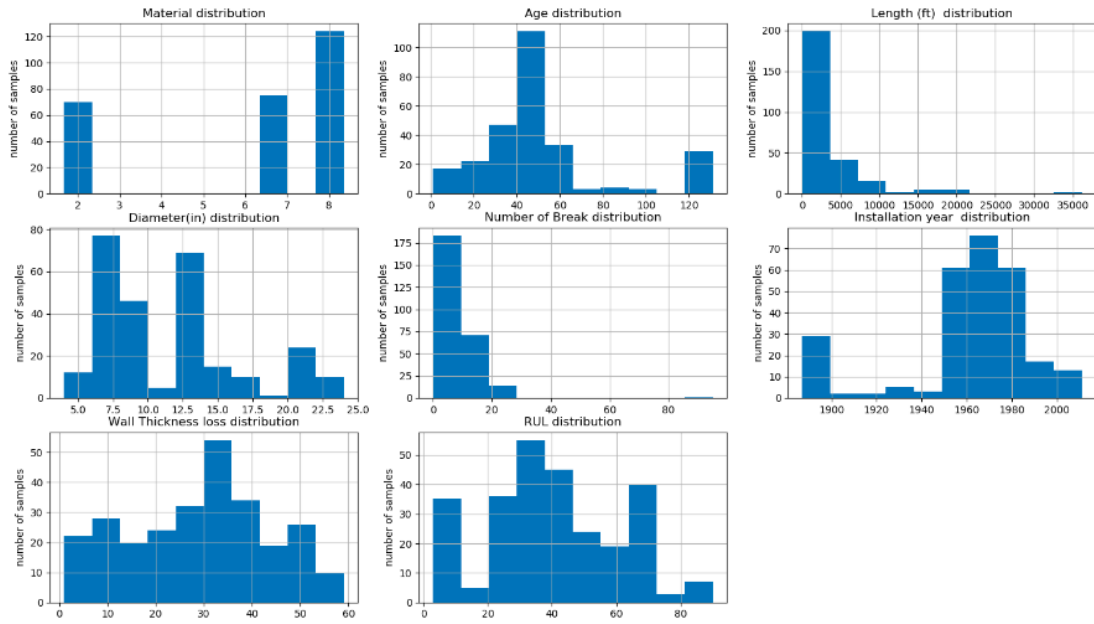 Material distribution
number of samples
120
100
80
60
40
20
0
2 3 4 5 6 7 8
Age distribution
number of samples
100
80
60
40
20
0
0 20 40 60 80 100 120
Length (ft) distribution
number of samples
200
150
100
50
0
0 5000 10000 15000 20000 25000 30000 35000
Diameter(in) distribution
number of samples
80
60
40
20
0
5.0 7.5 10.0 12.5 15.0 17.5 20.0 22.5 25.0
Number of Break distribution
number of samples
175
150
125
100
75
50
25
0
0 20 40 60 80
Installation year distribution
number of samples
70
60
50
40
30
20
10
0
1900 1920 1940 1960 1980 2000
Wall Thickness loss distribution
number of samples
50
40
30
20
10
0
0 10 20 30 40 50 60
RUL distribution
number of samples
50
40
30
20
10
0
0 20 40 60 80